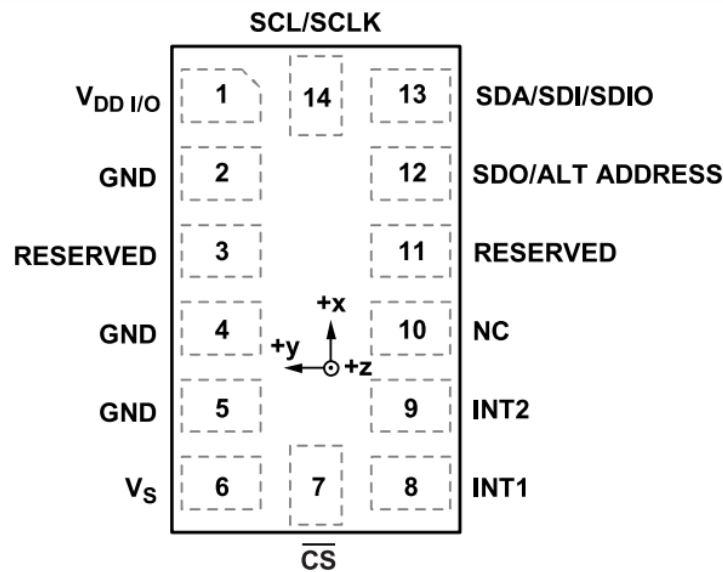 SCL/SCLK
V_DD I/O 1 14 13 SDA/SDI/SDIO
GND 2 12 SDO/ALT ADDRESS
RESERVED 3 11 RESERVED
+x
GND 4 10 NC
+y +z
GND 5 9 INT2
V_S 6 7 8 INT1
C̅S̅